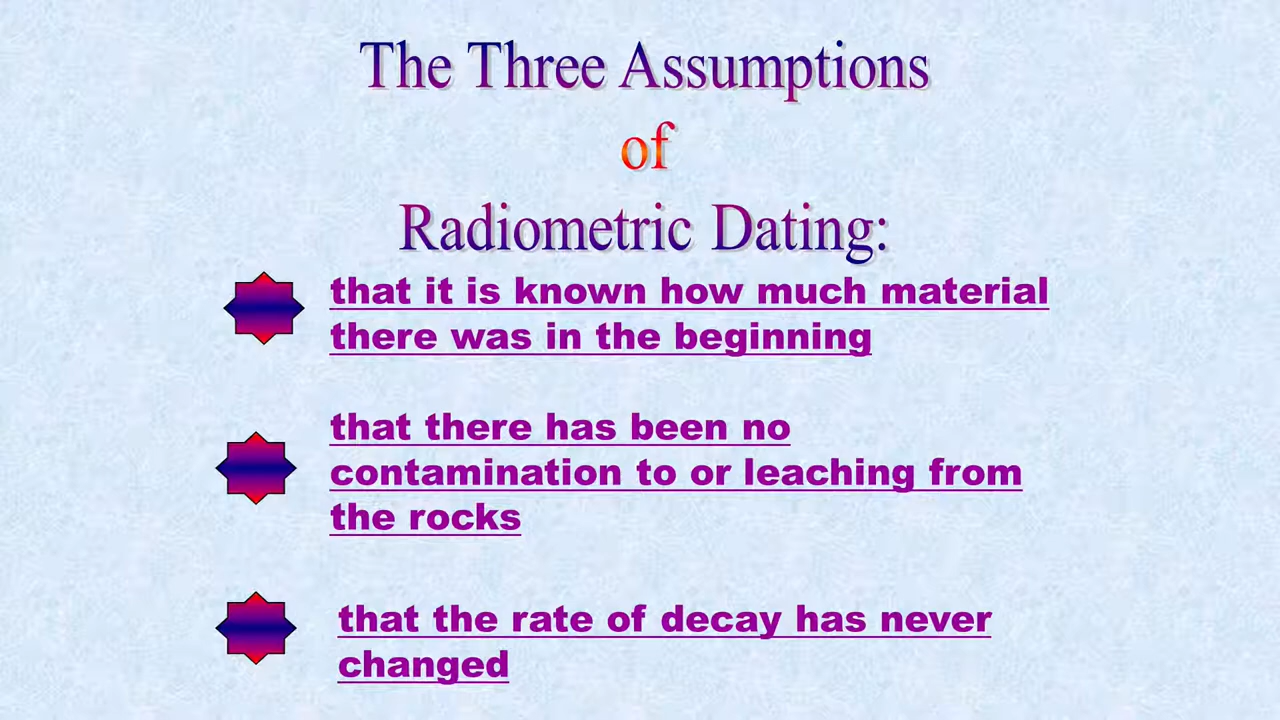 The Three Assumptions
of
Radiometric Dating:
that it is known how much material
there was in the beginning
that there has been no
contamination to or leaching from
the rocks
that the rate of decay has never
changed